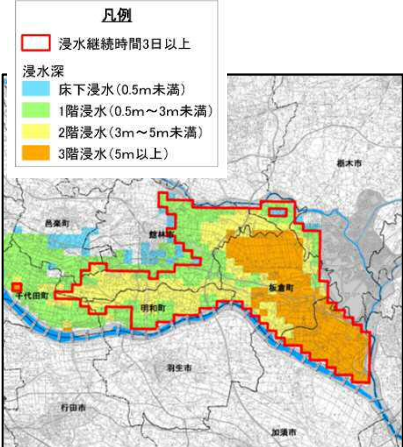 凡例
浸水継続時間3日以上
浸水深
床下浸水(0.5m未満)
1階浸水(0.5m～3m未満)
2階浸水(3m～5m未満)
3階浸水(5m以上)
栃木市
邑楽町
館林市
板倉町
千代田町
明和町
羽生市
行田市
加須市